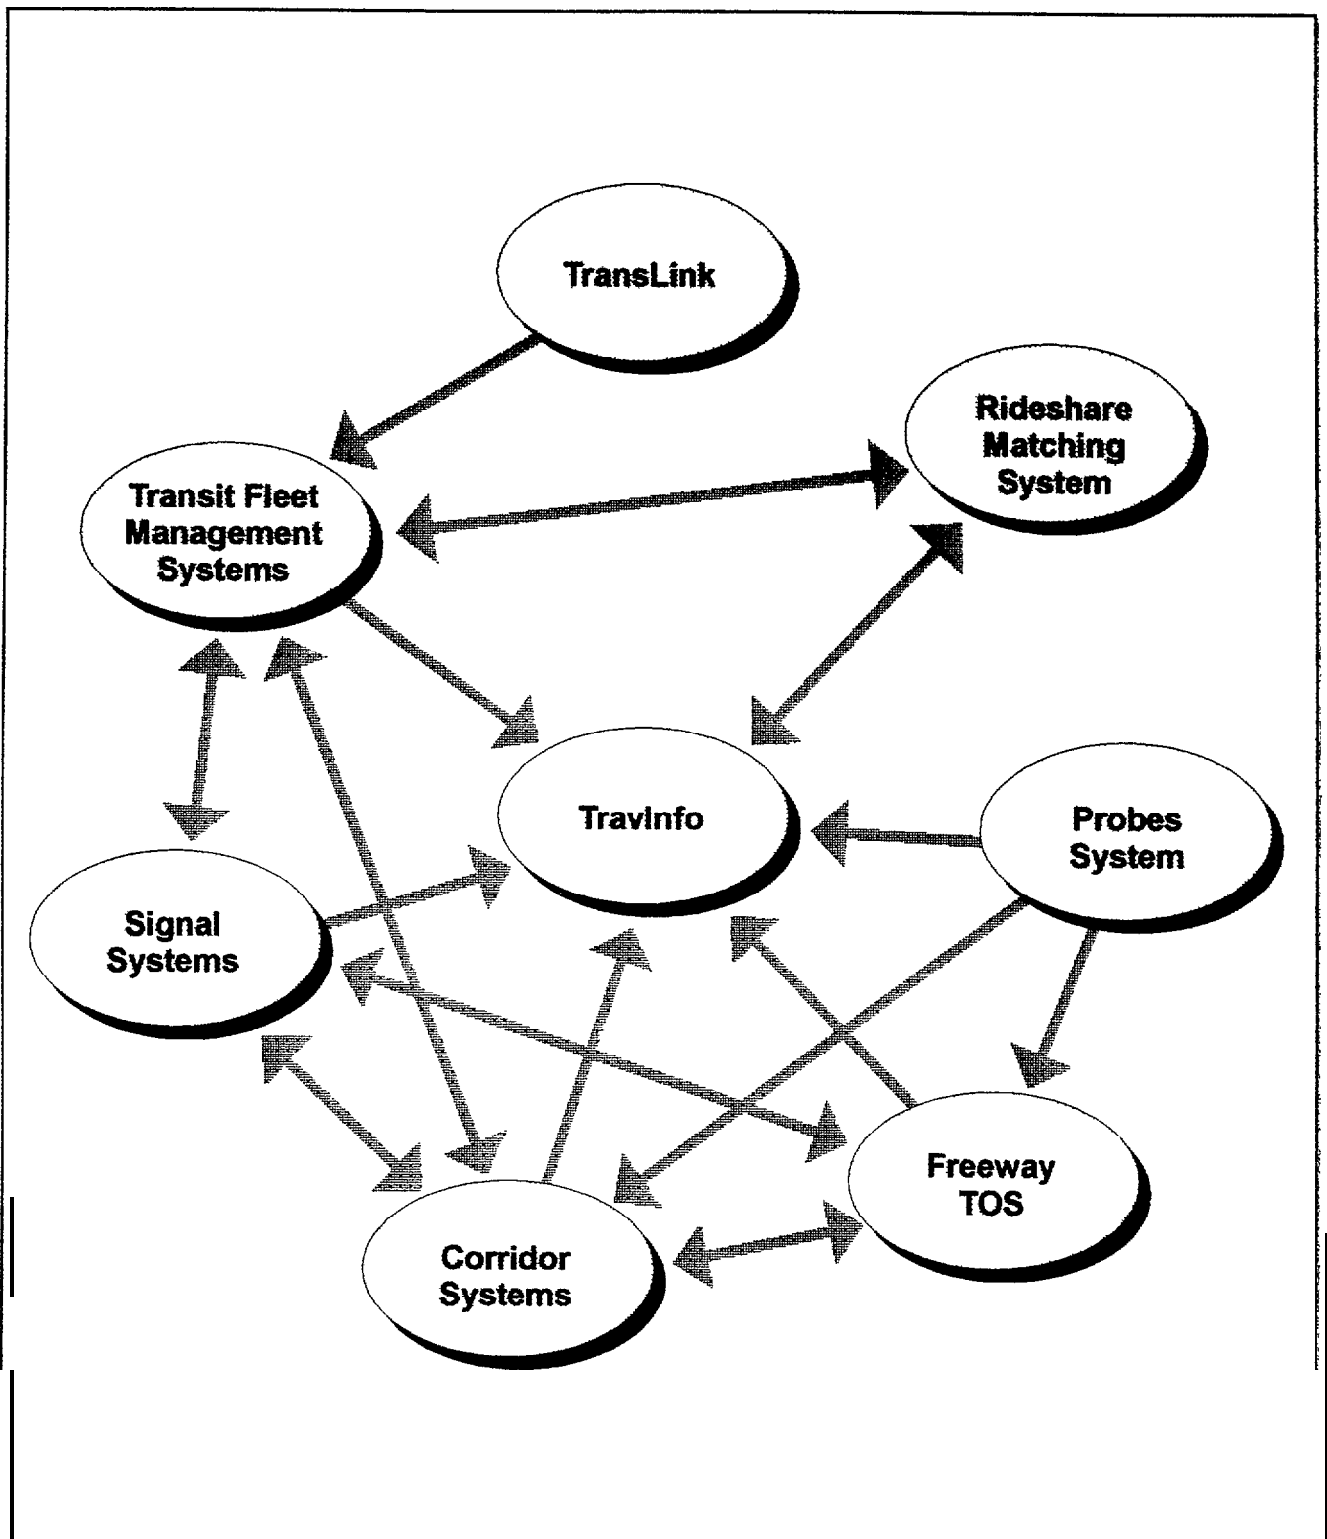 TransLink
Rideshare
Matching
System
Transit Fleet
Management
Systems
TravInfo
Probes
System
Signal
Systems
Freeway
TOS
Corridor
Systems